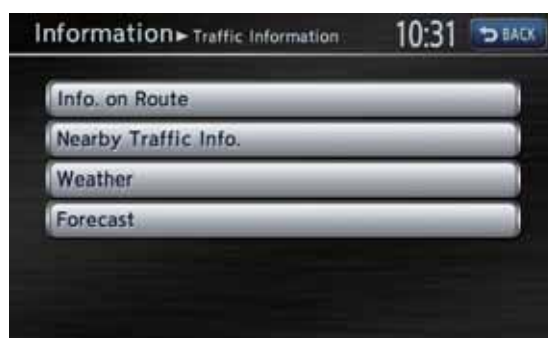 Information ▸ Traffic Information 10:31 BACK
Info. on Route
Nearby Traffic Info.
Weather
Forecast